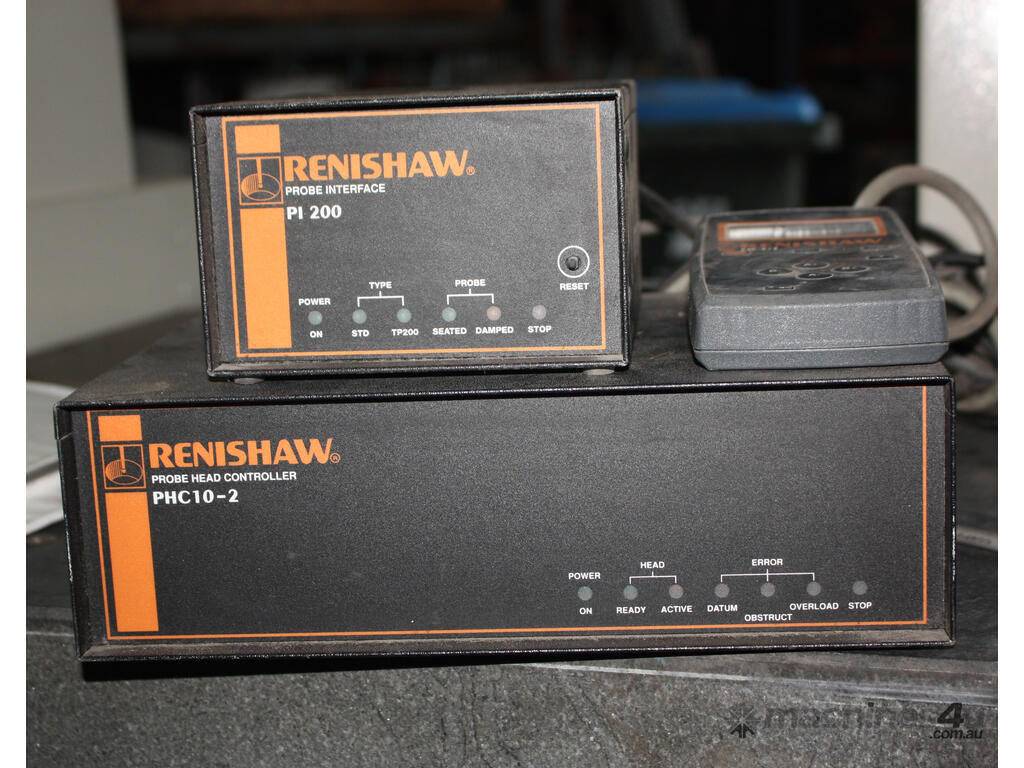 RENISHAW®
PROBE INTERFACE
PI 200
RESET
TYPE PROBE
POWER
ON STD TP200 SEATED DAMPED STOP
RENISHAW
RENISHAW®
PROBE HEAD CONTROLLER
PHC10-2
HEAD ERROR
POWER
ON READY ACTIVE DATUM OVERLOAD STOP
OBSTRUCT
machines4u
.com.au